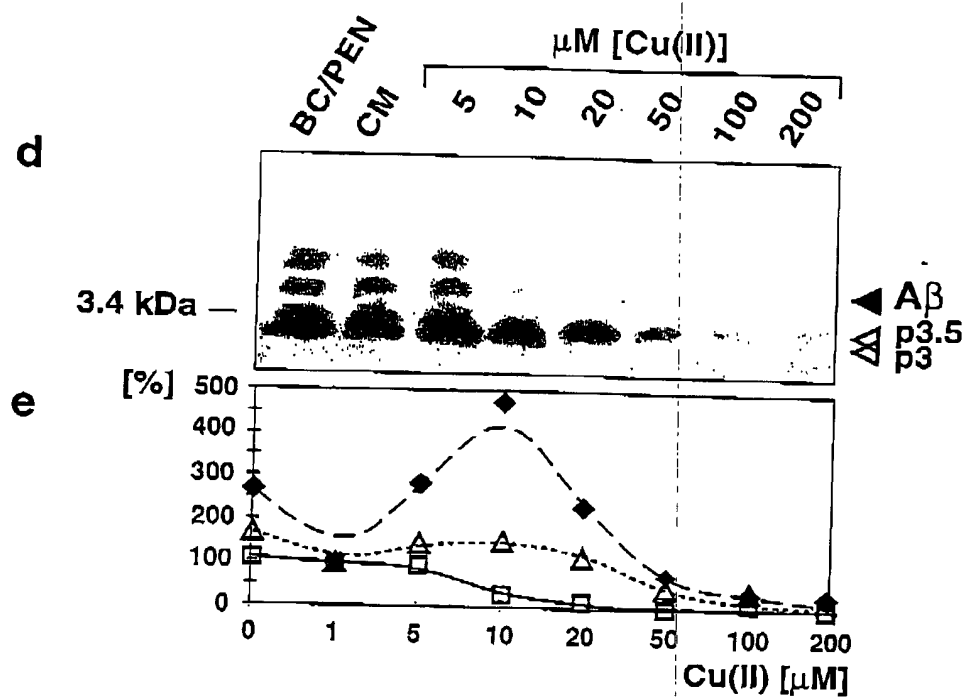 μM [Cu(II)]
BC/PEN CM 5 10 20 50 100 200
d
3.4 kDa —
Aβ
p3.5
p3
e
[%]
500
400
300
200
100
0
0 1 5 10 20 50 100 200
Cu(II) [μM]